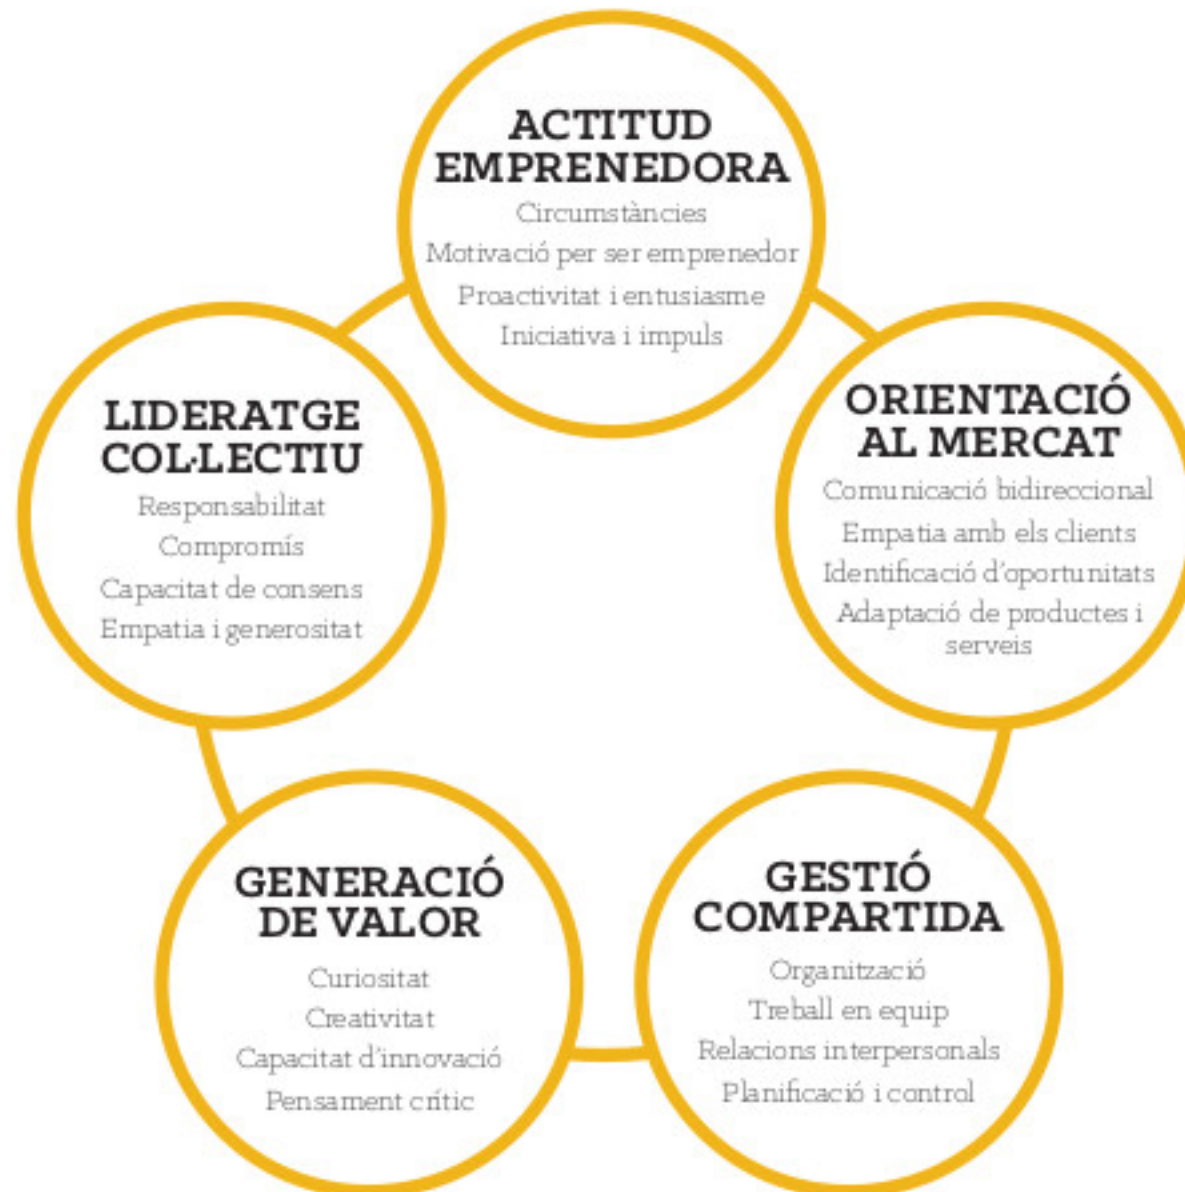 ACTITUD
EMPRENEDORA
Circumstàncies
Motivació per ser emprenedor
Proactivitat i entusiasme
Iniciativa i impuls
ORIENTACIÓ
AL MERCAT
Comunicació bidireccional
Empatia amb els clients
Identificació d'oportunitats
Adaptació de productes i
serveis
GESTIÓ
COMPARTIDA
Organització
Treball en equip
Relacions interpersonals
Planificació i control
GENERACIÓ
DE VALOR
Curiositat
Creativitat
Capacitat d'innovació
Pensament crític
LIDERATGE
COL·LECTIU
Responsabilitat
Compromís
Capacitat de consens
Empatia i generositat